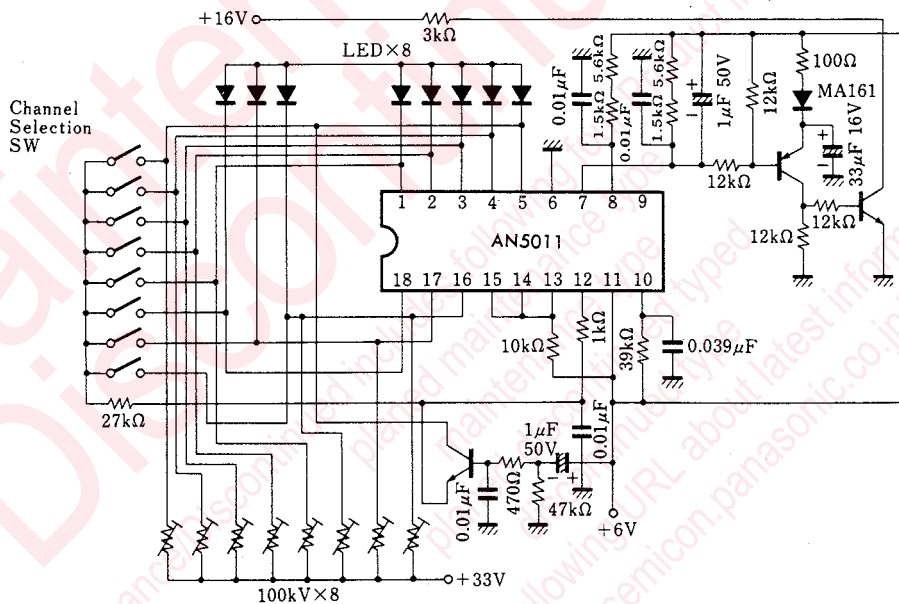 +16V
3kΩ
LED×8
Channel
Selection
SW
0.01μF
5.6kΩ
1.5kΩ
0.01μF
5.6kΩ
1.5kΩ
1μF 50V
12kΩ
100Ω
MA161
33μF 16V
12kΩ
12kΩ
12kΩ
1 2 3 4 5 6 7 8 9
AN5011
18 17 16 15 14 13 12 11 10
10kΩ
1kΩ
39kΩ
0.039μF
27kΩ
0.01μF
1μF
50V
0.01μF
470Ω
47kΩ
+6V
+33V
100kV×8